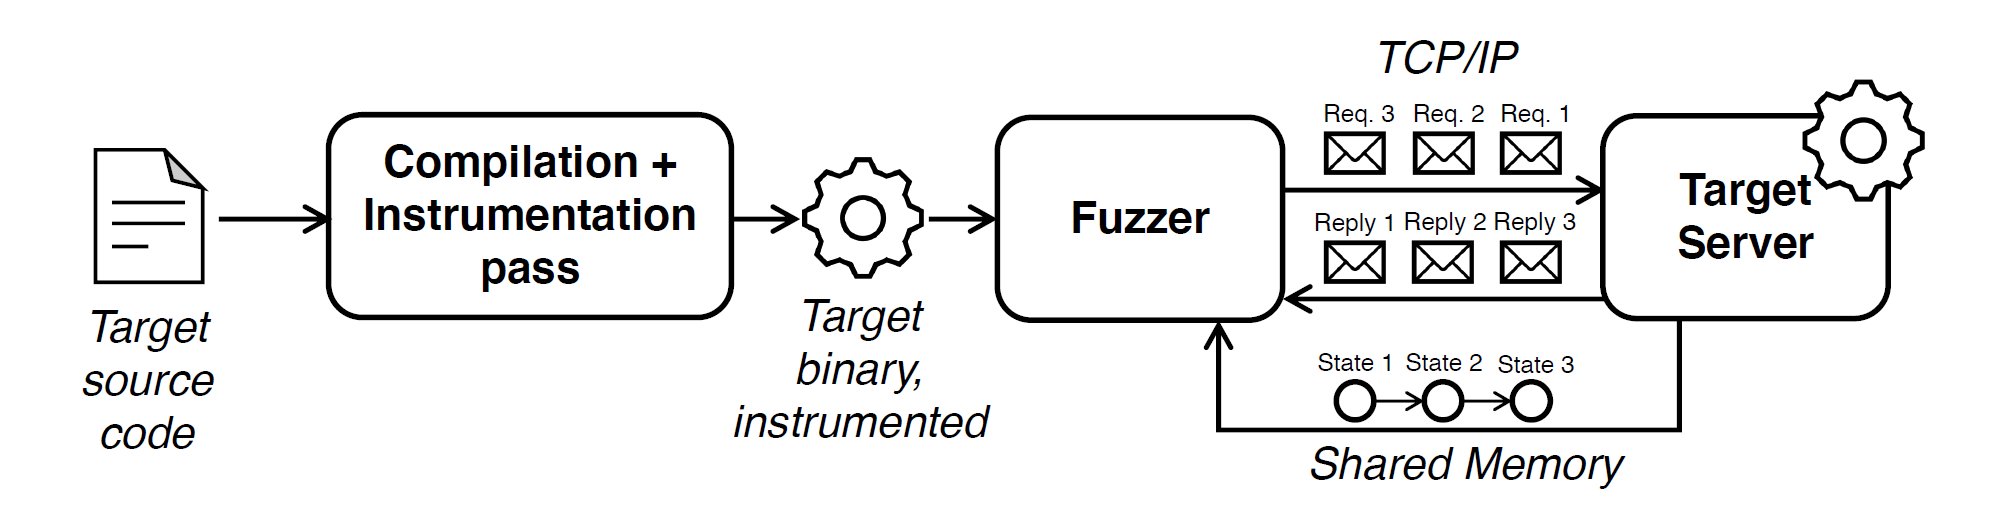 Target
source
code
Compilation +
Instrumentation
pass
Target
binary,
instrumented
Fuzzer
TCP/IP
Req. 3 Req. 2 Req. 1
Reply 1 Reply 2 Reply 3
Target
Server
State 1 State 2 State 3
Shared Memory